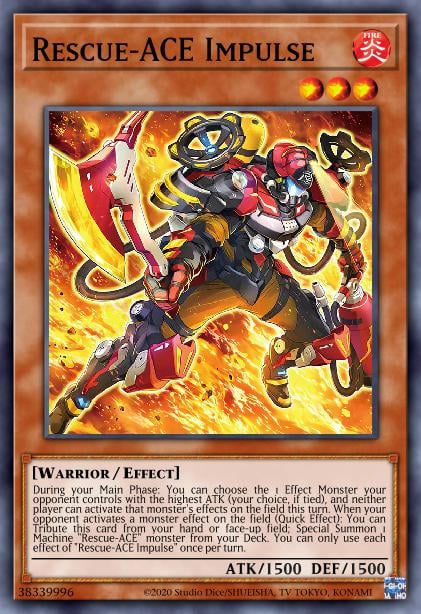 RESCUE-ACE IMPULSE
FIRE
炎
[WARRIOR / EFFECT]
During your Main Phase: You can choose the 1 Effect Monster your
opponent controls with the highest ATK (your choice, if tied), and neither
player can activate that monster's effects on the field this turn. When your
opponent activates a monster effect on the field (Quick Effect): You can
Tribute this card from your hand or face-up field; Special Summon 1
Machine "Rescue-ACE" monster from your Deck. You can only use each
effect of "Rescue-ACE Impulse" once per turn.
ATK/1500 DEF/1500
38339996
©2020 Studio Dice/SHUEISHA, TV TOKYO, KONAMI